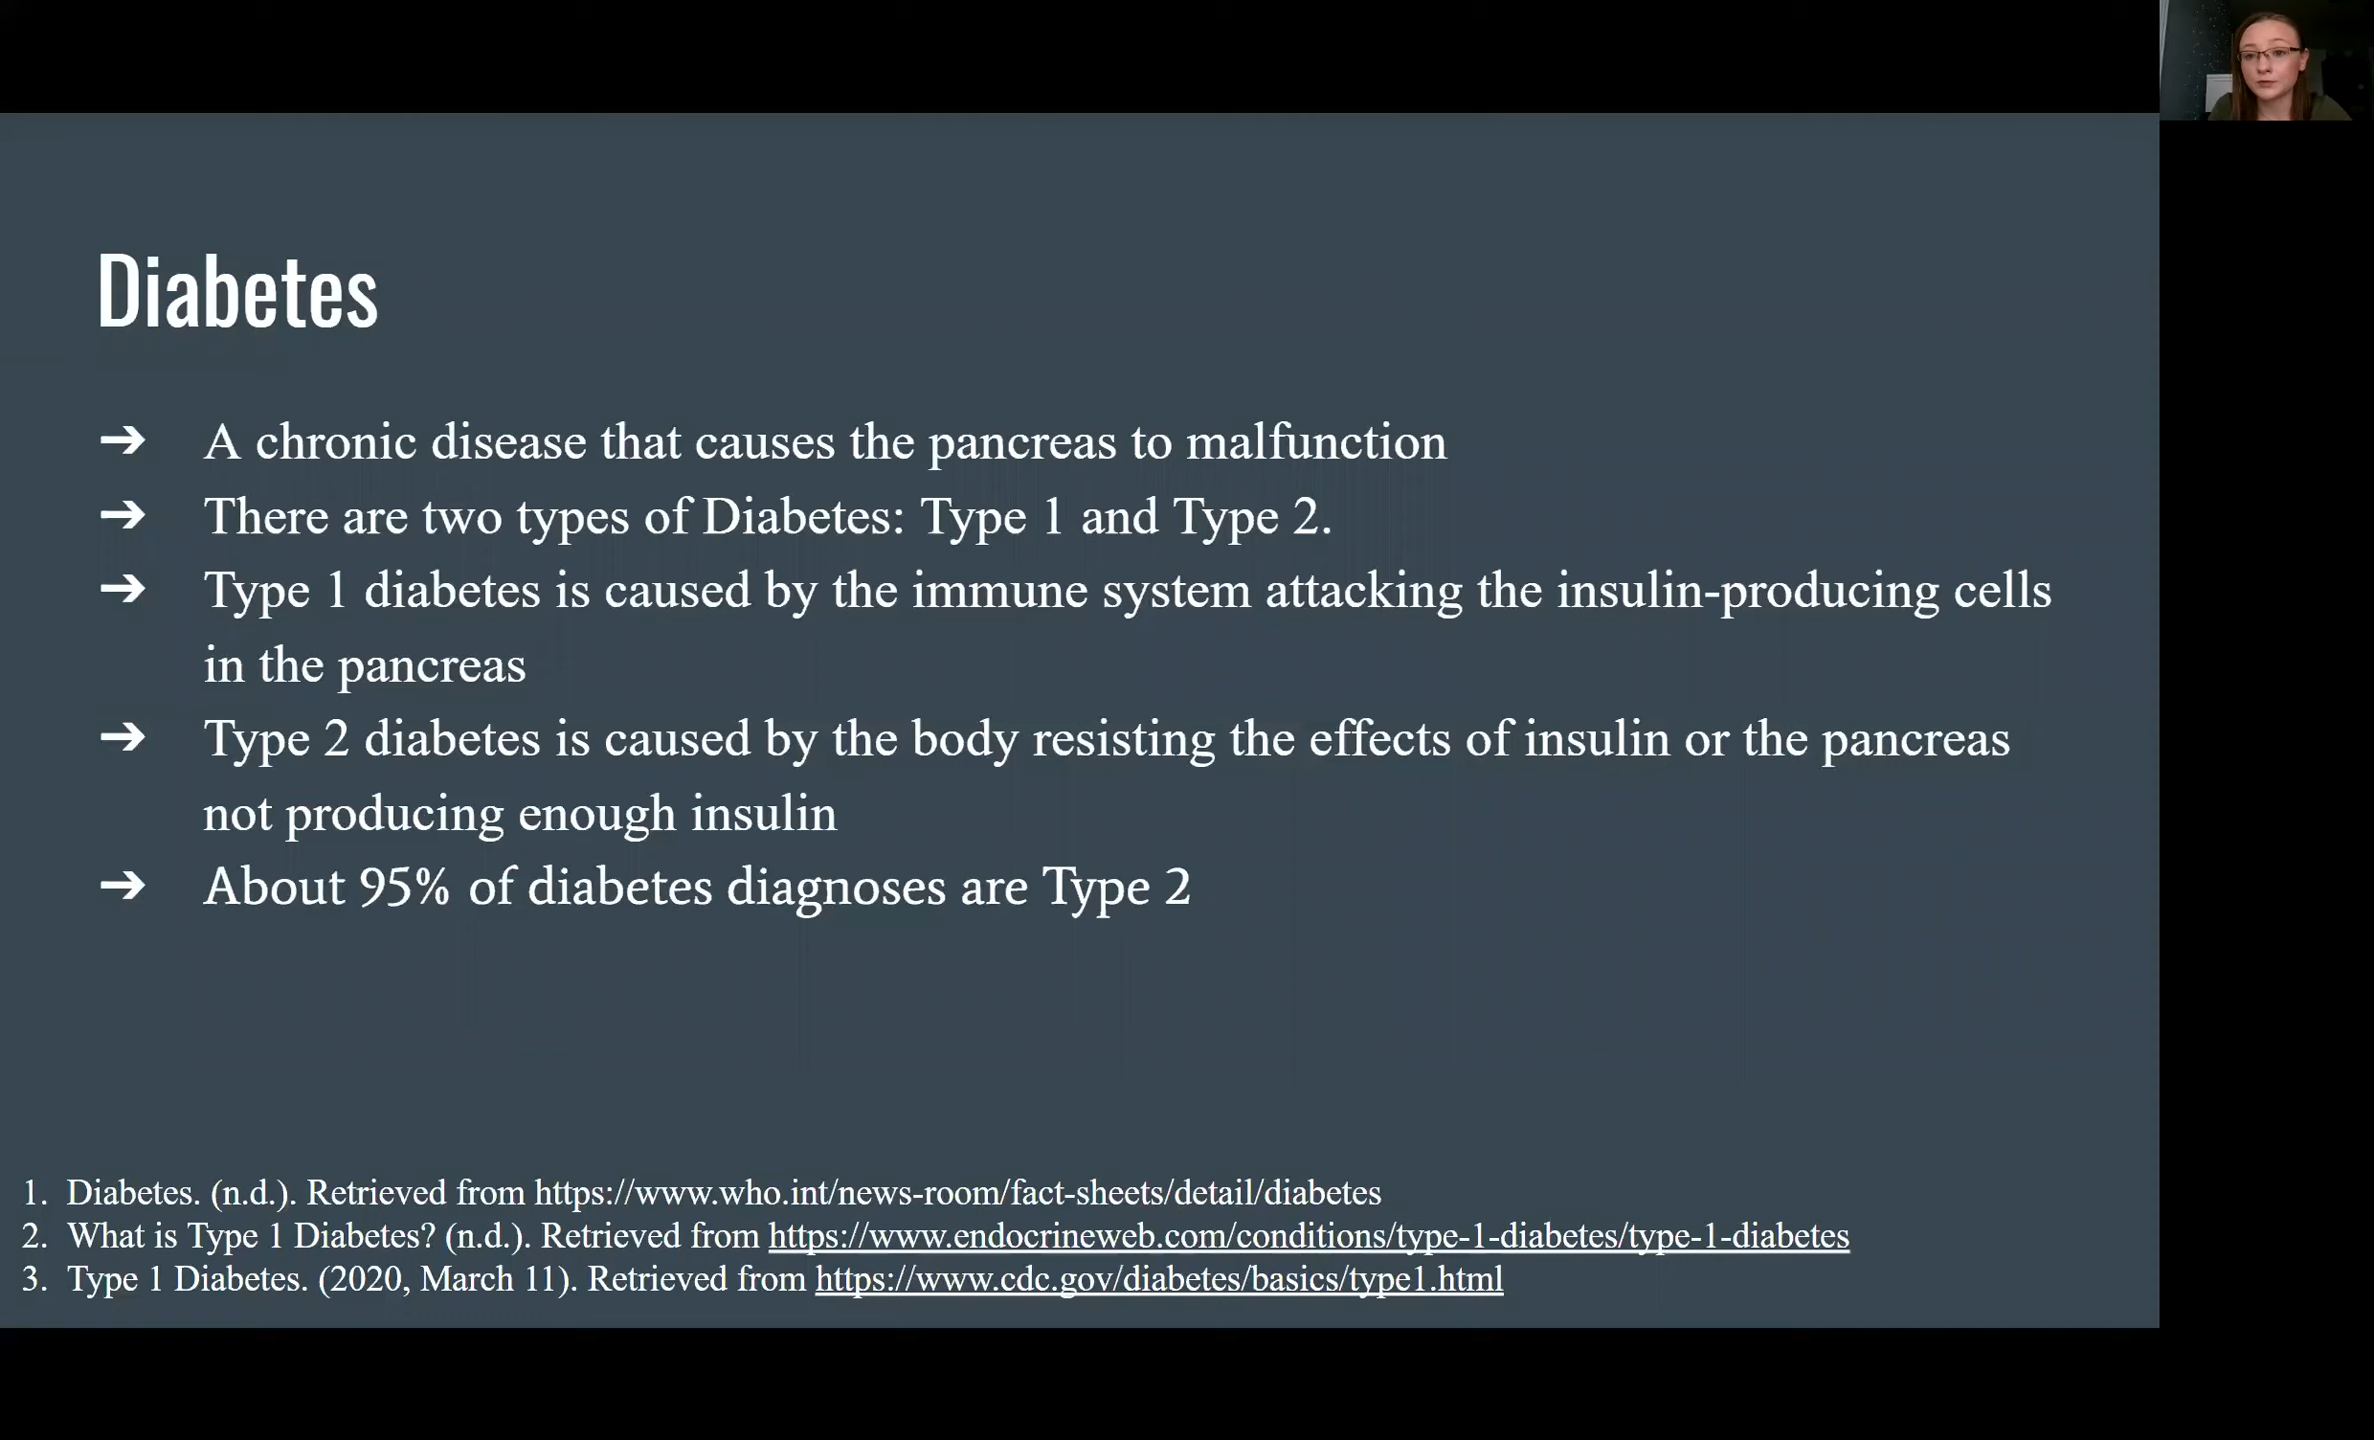 Diabetes
➔ A chronic disease that causes the pancreas to malfunction
➔ There are two types of Diabetes: Type 1 and Type 2.
➔ Type 1 diabetes is caused by the immune system attacking the insulin-producing cells
in the pancreas
➔ Type 2 diabetes is caused by the body resisting the effects of insulin or the pancreas
not producing enough insulin
➔ About 95% of diabetes diagnoses are Type 2
1. Diabetes. (n.d.). Retrieved from https://www.who.int/news-room/fact-sheets/detail/diabetes
2. What is Type 1 Diabetes? (n.d.). Retrieved from https://www.endocrineweb.com/conditions/type-1-diabetes/type-1-diabetes
3. Type 1 Diabetes. (2020, March 11). Retrieved from https://www.cdc.gov/diabetes/basics/type1.html